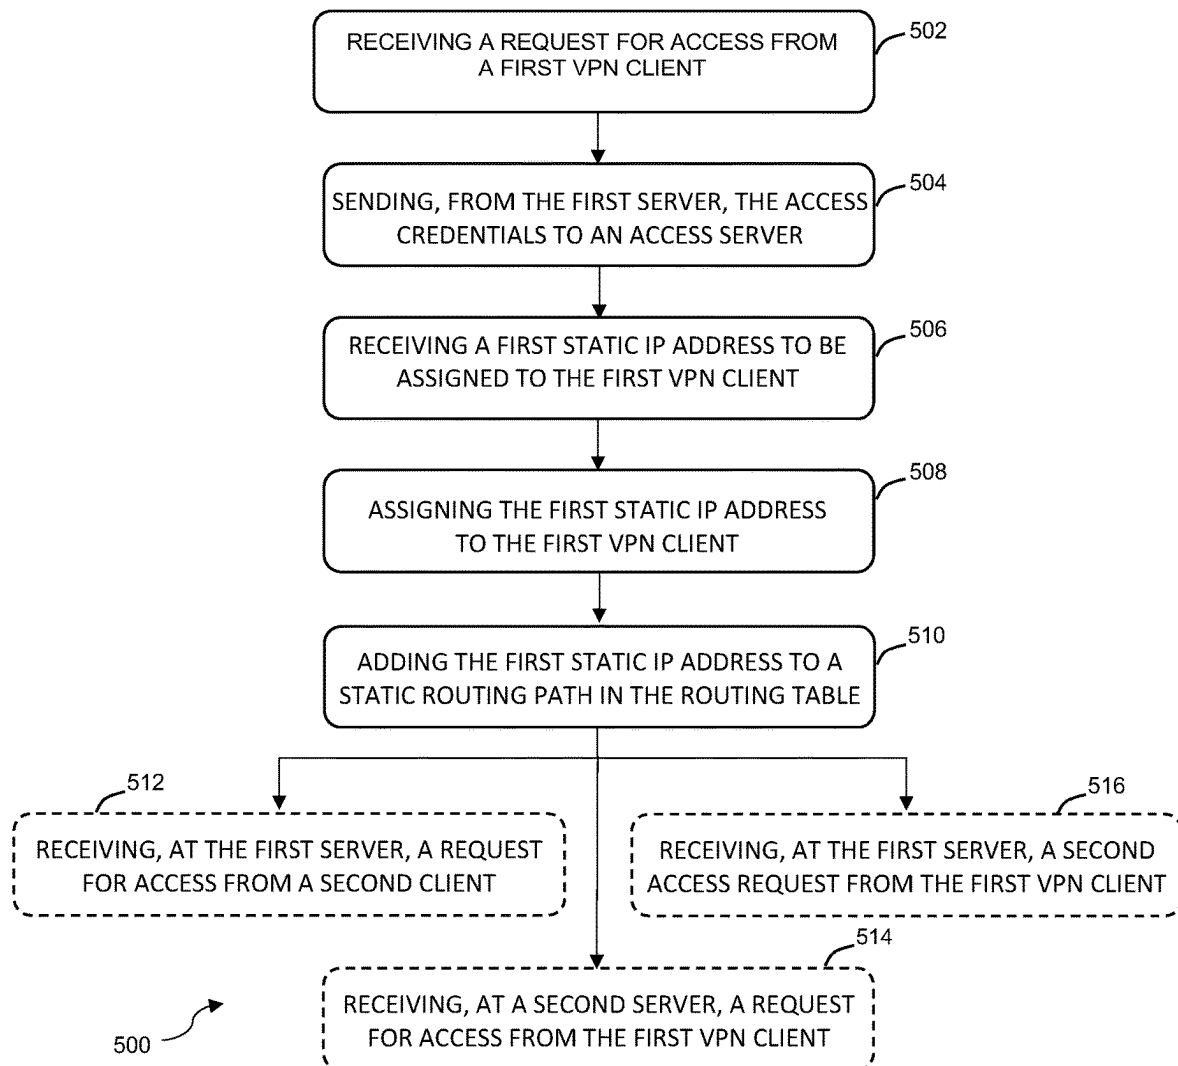 RECEIVING A REQUEST FOR ACCESS FROM
A FIRST VPN CLIENT
502
SENDING, FROM THE FIRST SERVER, THE ACCESS
CREDENTIALS TO AN ACCESS SERVER
504
RECEIVING A FIRST STATIC IP ADDRESS TO BE
ASSIGNED TO THE FIRST VPN CLIENT
506
ASSIGNING THE FIRST STATIC IP ADDRESS
TO THE FIRST VPN CLIENT
508
ADDING THE FIRST STATIC IP ADDRESS TO A
STATIC ROUTING PATH IN THE ROUTING TABLE
510
512
RECEIVING, AT THE FIRST SERVER, A REQUEST
FOR ACCESS FROM A SECOND CLIENT
516
RECEIVING, AT THE FIRST SERVER, A SECOND
ACCESS REQUEST FROM THE FIRST VPN CLIENT
514
RECEIVING, AT A SECOND SERVER, A REQUEST
FOR ACCESS FROM THE FIRST VPN CLIENT
500